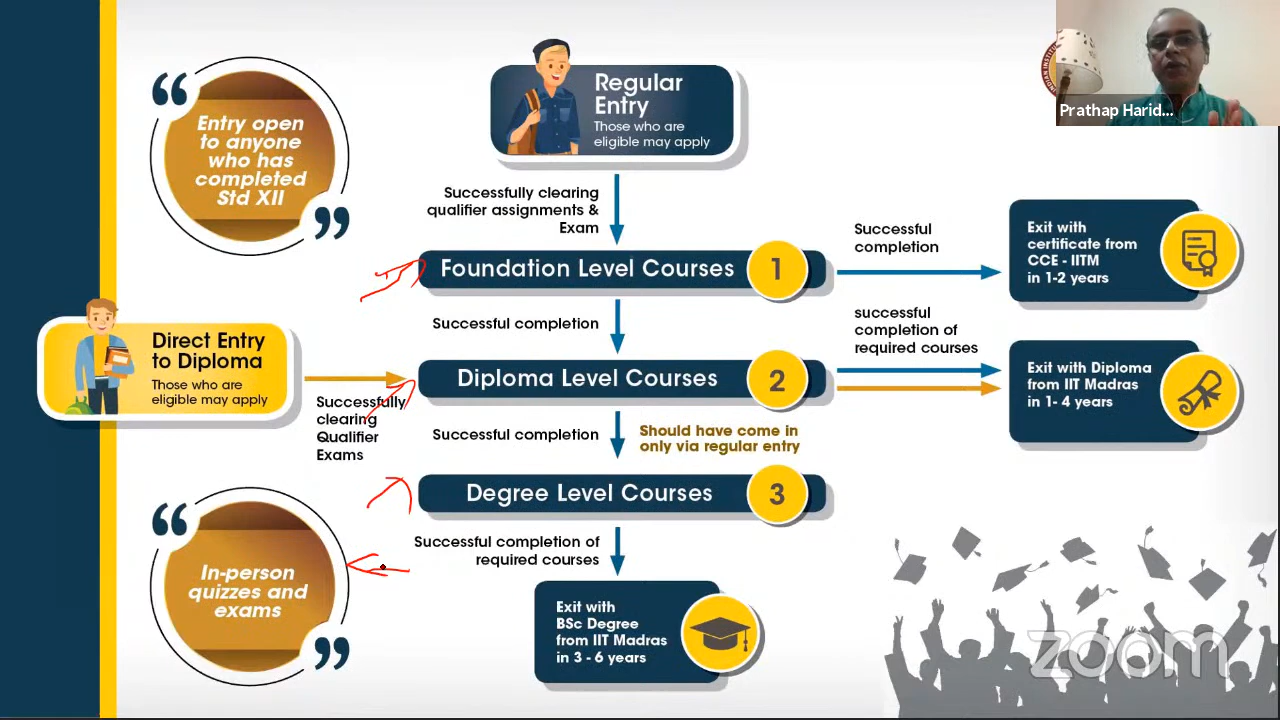 Entry open
to anyone
who has
completed
Std XII
Regular
Entry
Those who are
eligible may apply
Prathap Harid...
Successfully clearing
qualifier assignments &
Exam
Foundation Level Courses 1
Successful
completion
Exit with
certificate from
CCE - IITM
in 1-2 years
Successful completion
successful
completion of
required courses
Direct Entry
to Diploma
Those who are
eligible may apply
Successfully
clearing
Qualifier
Exams
Diploma Level Courses 2
Exit with Diploma
from IIT Madras
in 1- 4 years
Successful completion
Should have come in
only via regular entry
Degree Level Courses 3
In-person
quizzes and
exams
Successful completion of
required courses
Exit with
BSc Degree
from IIT Madras
in 3 - 6 years
zoom